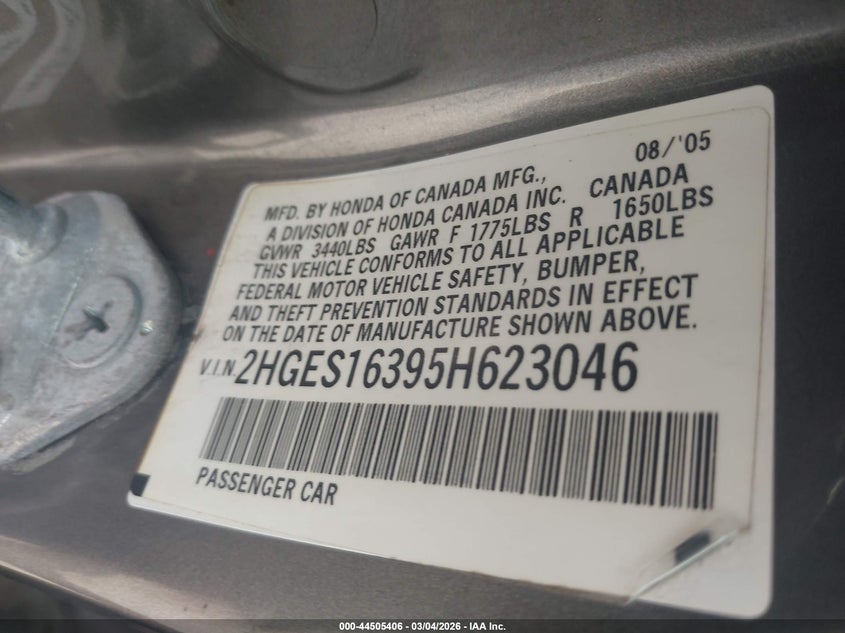 08/'05
MFD. BY HONDA OF CANADA MFG.,
A DIVISION OF HONDA CANADA INC. CANADA
GVWR 3440LBS GAWR F 1775LBS R 1650LBS
THIS VEHICLE CONFORMS TO ALL APPLICABLE
FEDERAL MOTOR VEHICLE SAFETY, BUMPER,
AND THEFT PREVENTION STANDARDS IN EFFECT
ON THE DATE OF MANUFACTURE SHOWN ABOVE.
V.I.N. 2HGES16395H623046
PASSENGER CAR
000-44505406 - 03/04/2026 - IAA Inc.